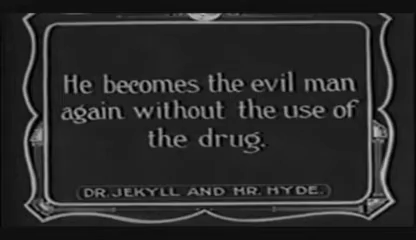 He becomes the evil man
again without the use of
the drug.
DR. JEKYLL AND MR. HYDE.